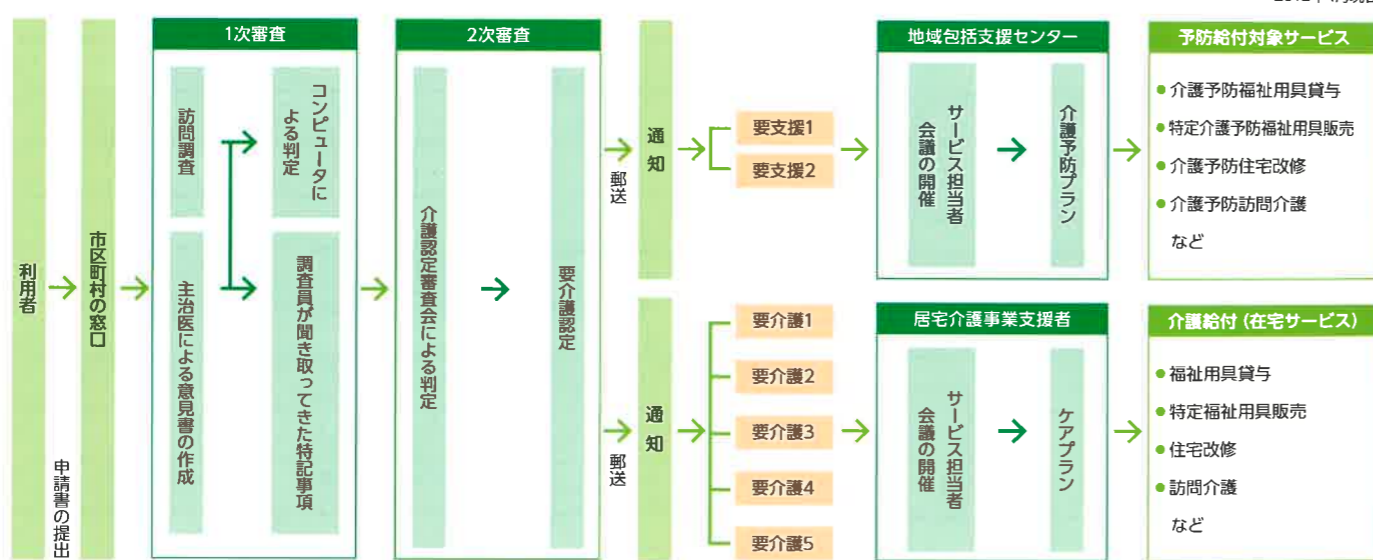 利用者
申請書の提出
市区町村の窓口
1次審査
訪問調査
主治医による意見書の作成
コンピュータに
よる判定
調査員が聞き取ってきた特記事項
2次審査
介護認定審査会による判定
要介護認定
郵送
通知
要支援1
要支援2
地域包括支援センター
サービス担当者
会議の開催
介護予防プラン
予防給付対象サービス
●介護予防福祉用具貸与
●特定介護予防福祉用具販売
●介護予防住宅改修
●介護予防訪問介護
など
郵送
通知
要介護1
要介護2
要介護3
要介護4
要介護5
居宅介護事業支援者
サービス担当者
会議の開催
ケアプラン
介護給付（在宅サービス）
●福祉用具貸与
●特定福祉用具販売
●住宅改修
●訪問介護
など